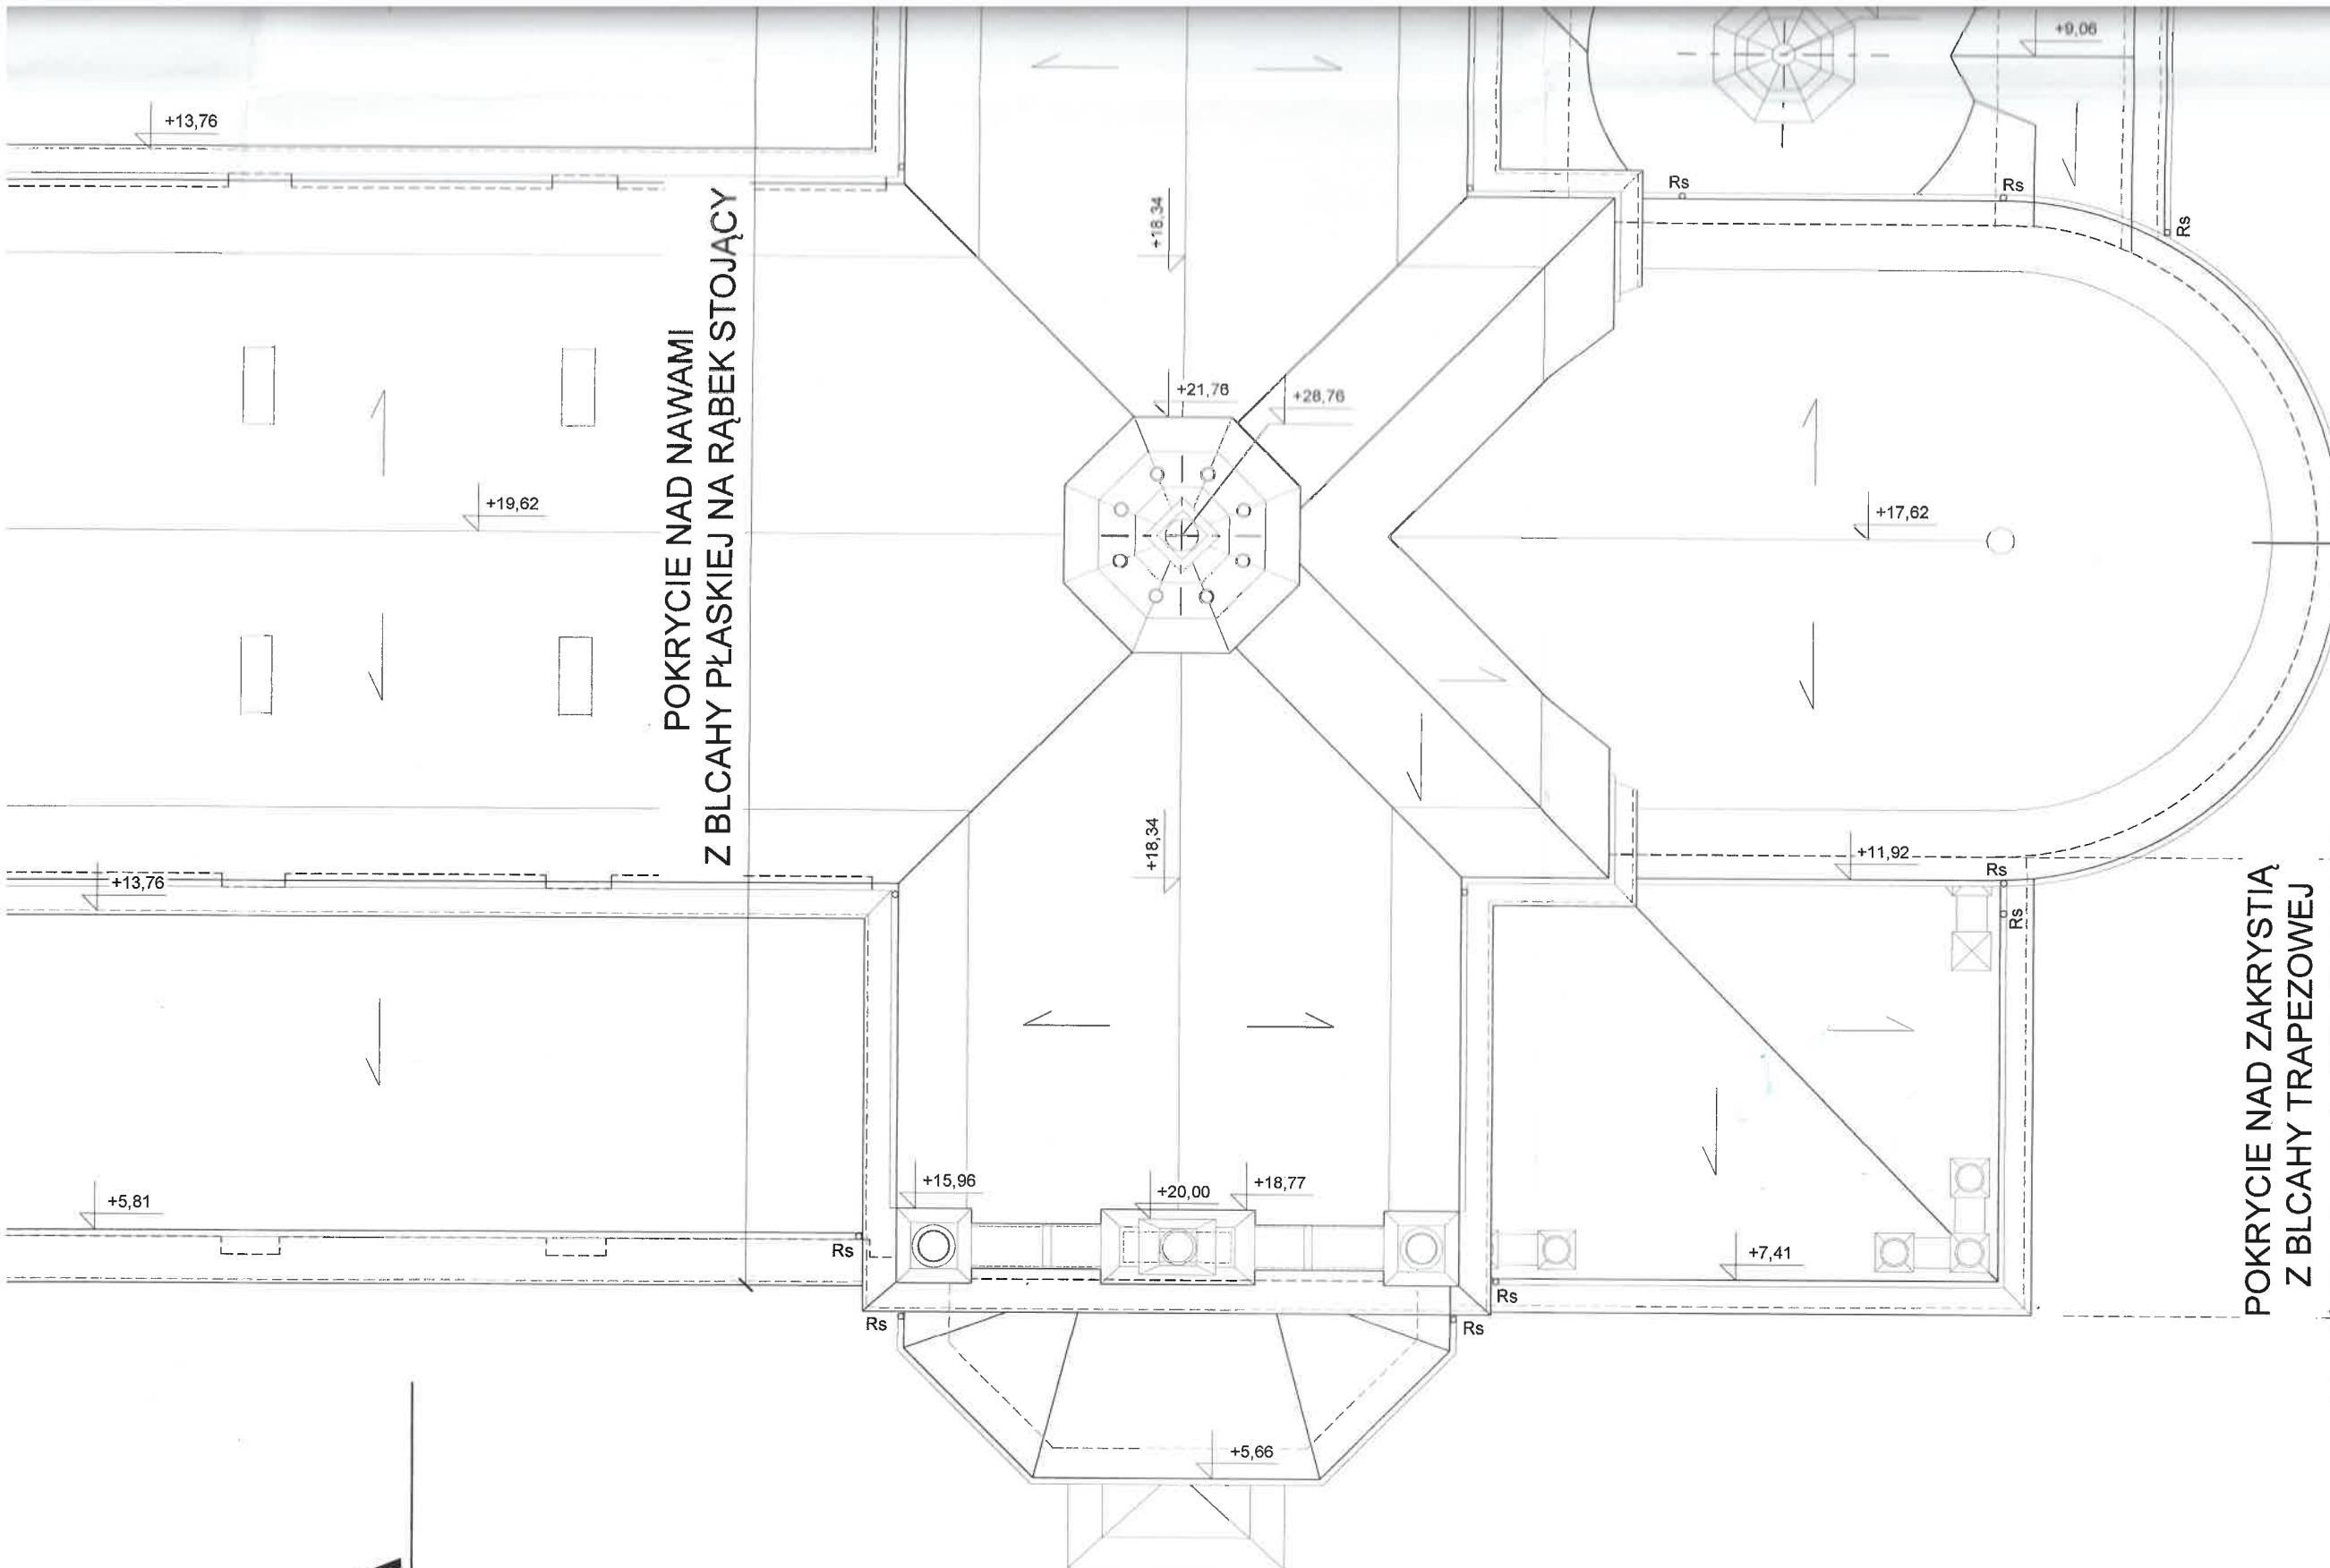 +9,06
+13,76
Rs
Rs
Rs
+18,34
POKRYCIE NAD NAWAMI
Z BLCAHY PŁASKIEJ NA RĄBEK STOJĄCY
+21,76
+28,76
+19,62
+17,62
+13,76
+18,34
+11,92
Rs
Rs
POKRYCIE NAD ZAKRYSTIĄ
Z BLCAHY TRAPEZOWEJ
+5,81
+15,96
+20,00
+18,77
Rs
+7,41
Rs
Rs
Rs
+5,66